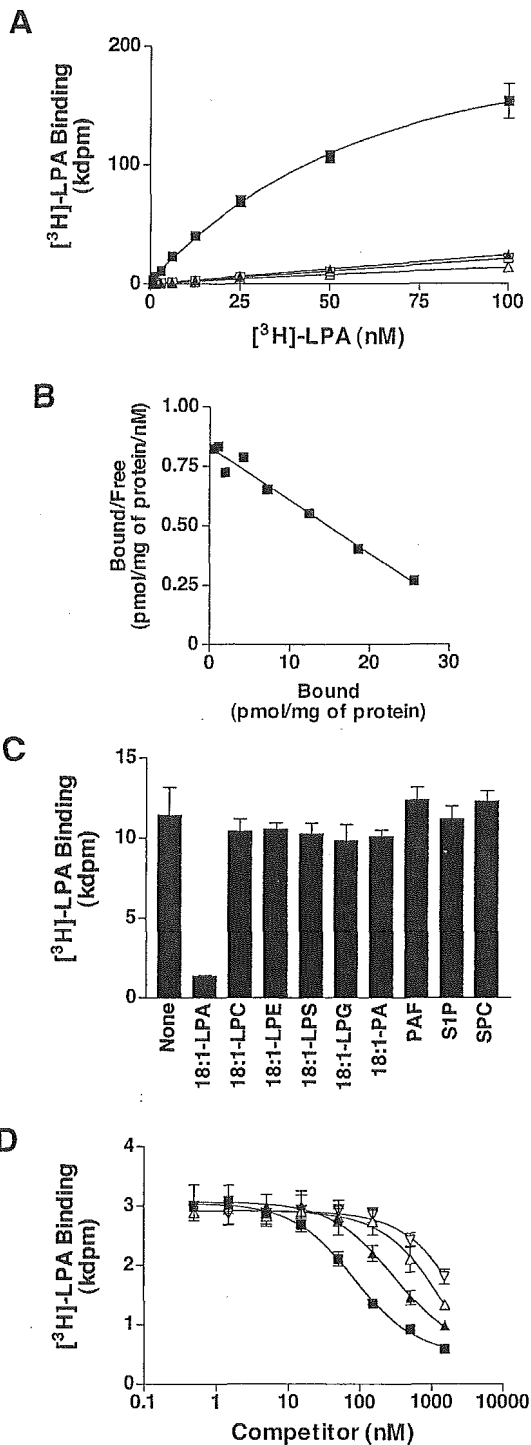 A
[³H]-LPA Binding
(kdpm)
200
100
0
0
25
50
75
100
[³H]-LPA (nM)
B
Bound/Free
(pmol/mg of protein/nM)
1.00
0.75
0.50
0.25
0
0
10
20
30
Bound
(pmol/mg of protein)
C
[³H]-LPA Binding
(kdpm)
15
10
5
0
None
18:1-LPA
18:1-LPC
18:1-LPE
18:1-LPS
18:1-LPG
18:1-PA
PAF
S1P
SPC
D
[³H]-LPA Binding
(kdpm)
4
3
2
1
0
0.1
1
10
100
1000
10000
Competitor (nM)